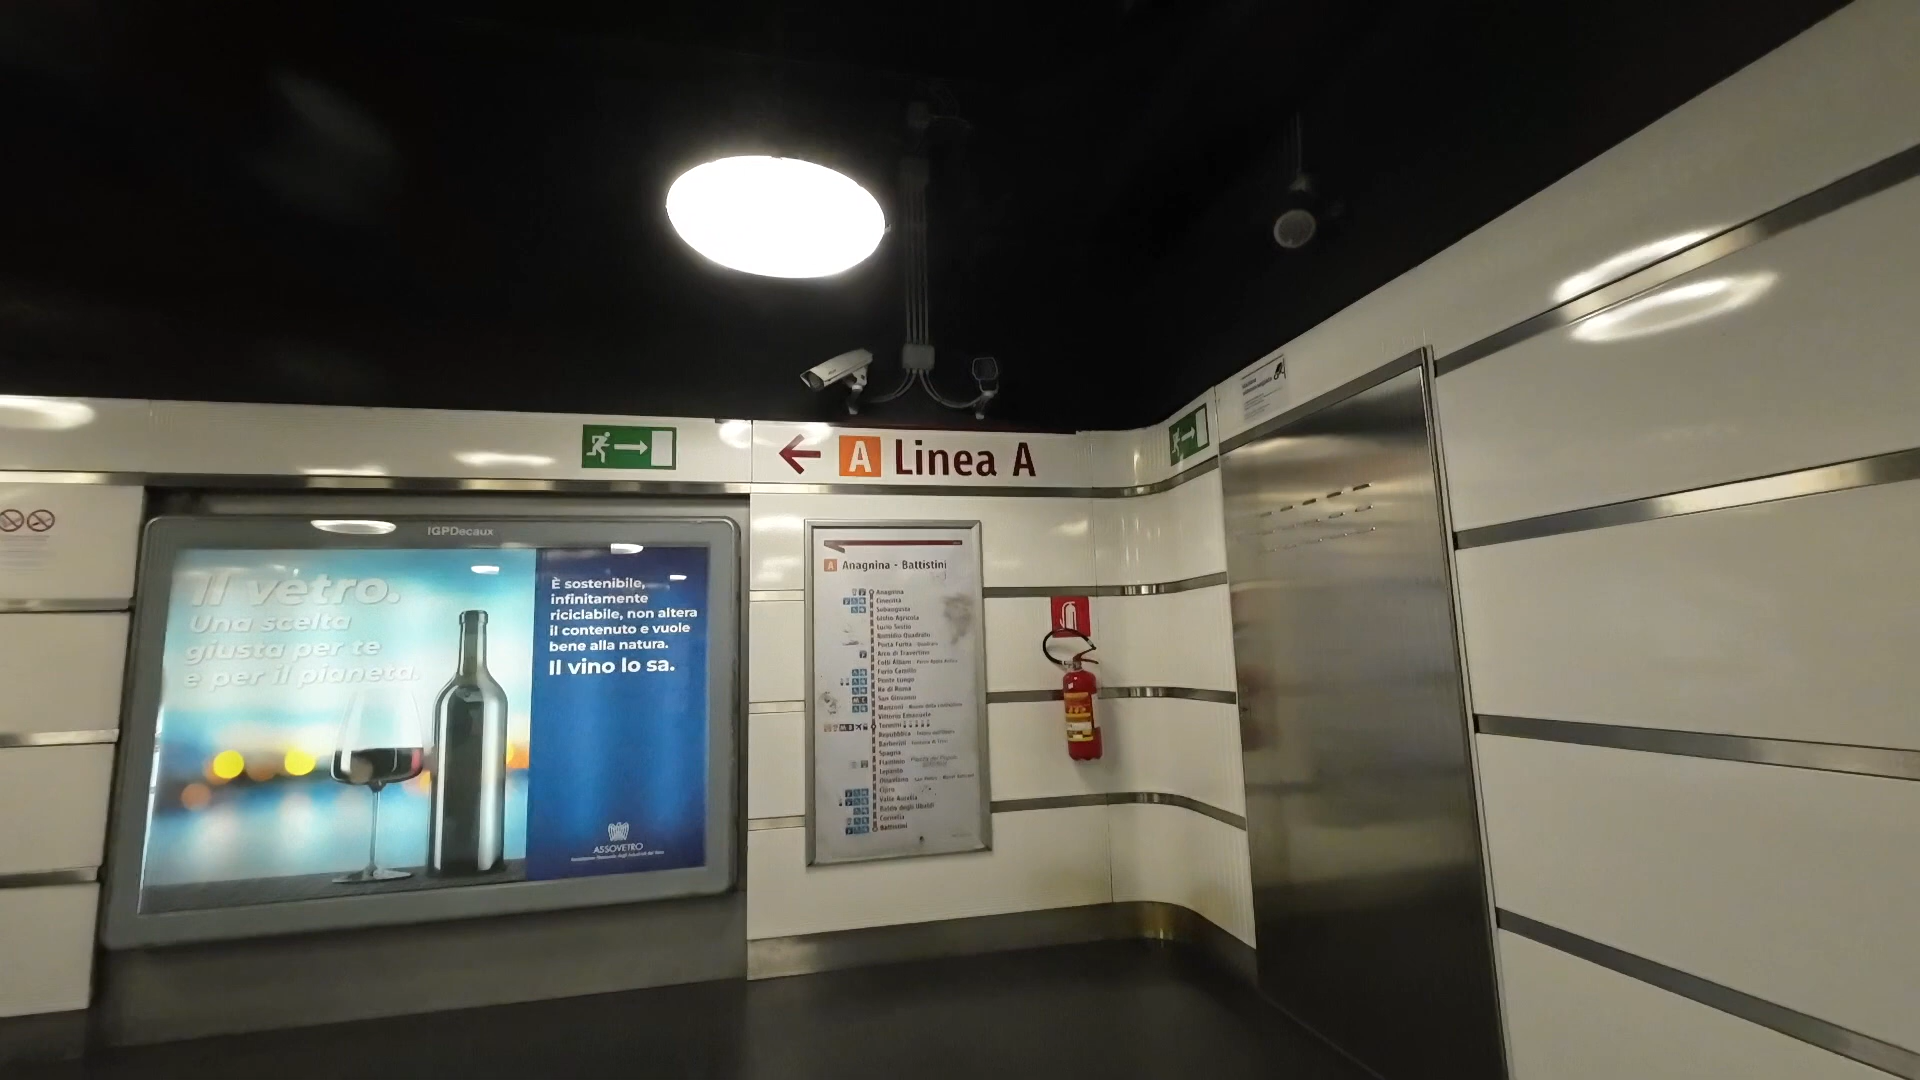 A Linea A
IGPDecaux
Il vetro.
Una scelta
giusta per te
e per il pianeta.
È sostenibile,
infinitamente
riciclabile, non altera
il contenuto e vuole
bene alla natura.
Il vino lo sa.
ASSOVETRO
A Anagnina - Battistini
Anagnina
Cinecittà
Subaugusta
Giulio Agricola
Lucio Sestio
Numidio Quadrato
Porta Furba
Arco di Travertino
Colli Albani
Furio Camillo
Ponte Lungo
Re di Roma
San Giovanni
Manzoni
Vittorio Emanuele
Termini
Repubblica
Barberini
Spagna
Flaminio
Lepanto
Ottaviano
Cipro
Valle Aurelia
Baldo degli Ubaldi
Cornelia
Battistini